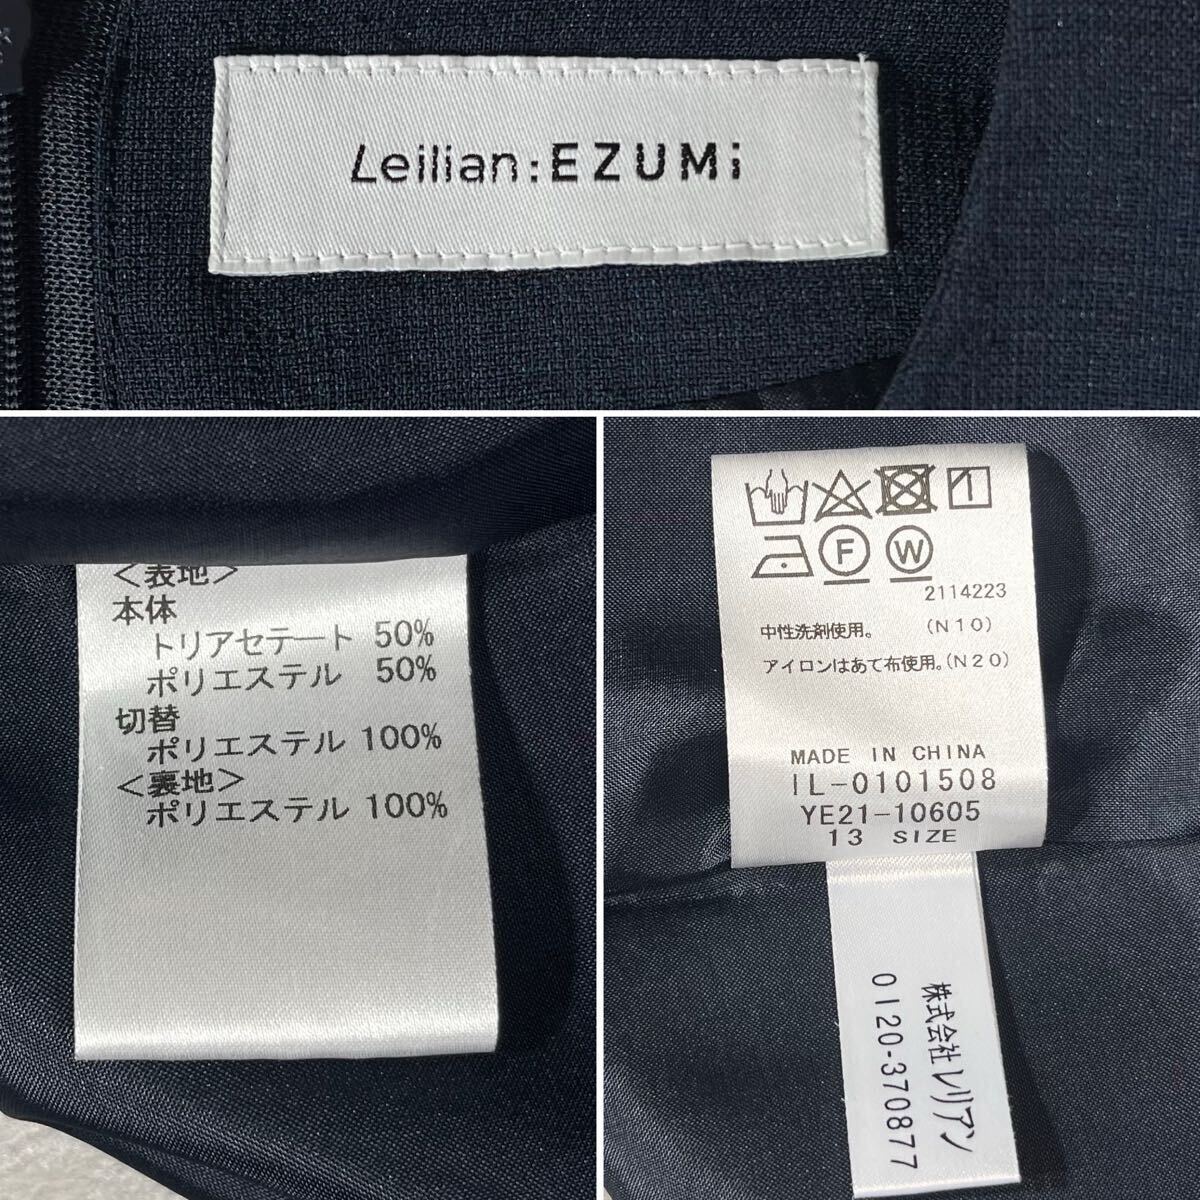 Leilian:EZUMi
<表地>
本体
トリアセテート 50%
ポリエステル 50%
切替
ポリエステル 100%
<裏地>
ポリエステル 100%
F W
2114223
中性洗剤使用。 (N10)
アイロンはあて布使用。(N20)
MADE IN CHINA
IL-0101508
YE21-10605
13 SIZE
株式会社レリアン
0120-370877